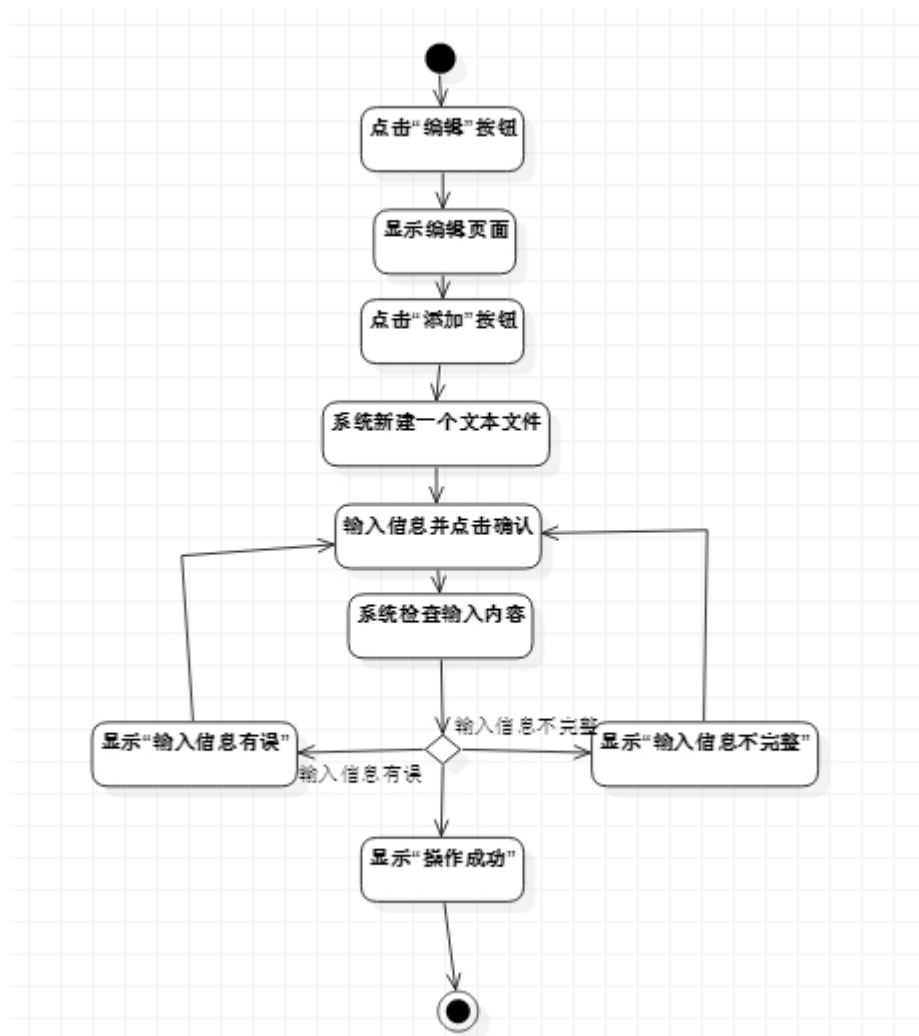 点击“编辑”按钮
显示编辑页面
点击“添加”按钮
系统新建一个文本文件
输入信息并点击确认
系统检查输入内容
输入信息不完整
显示“输入信息有误”
显示“输入信息不完整”
输入信息有误
显示“操作成功”